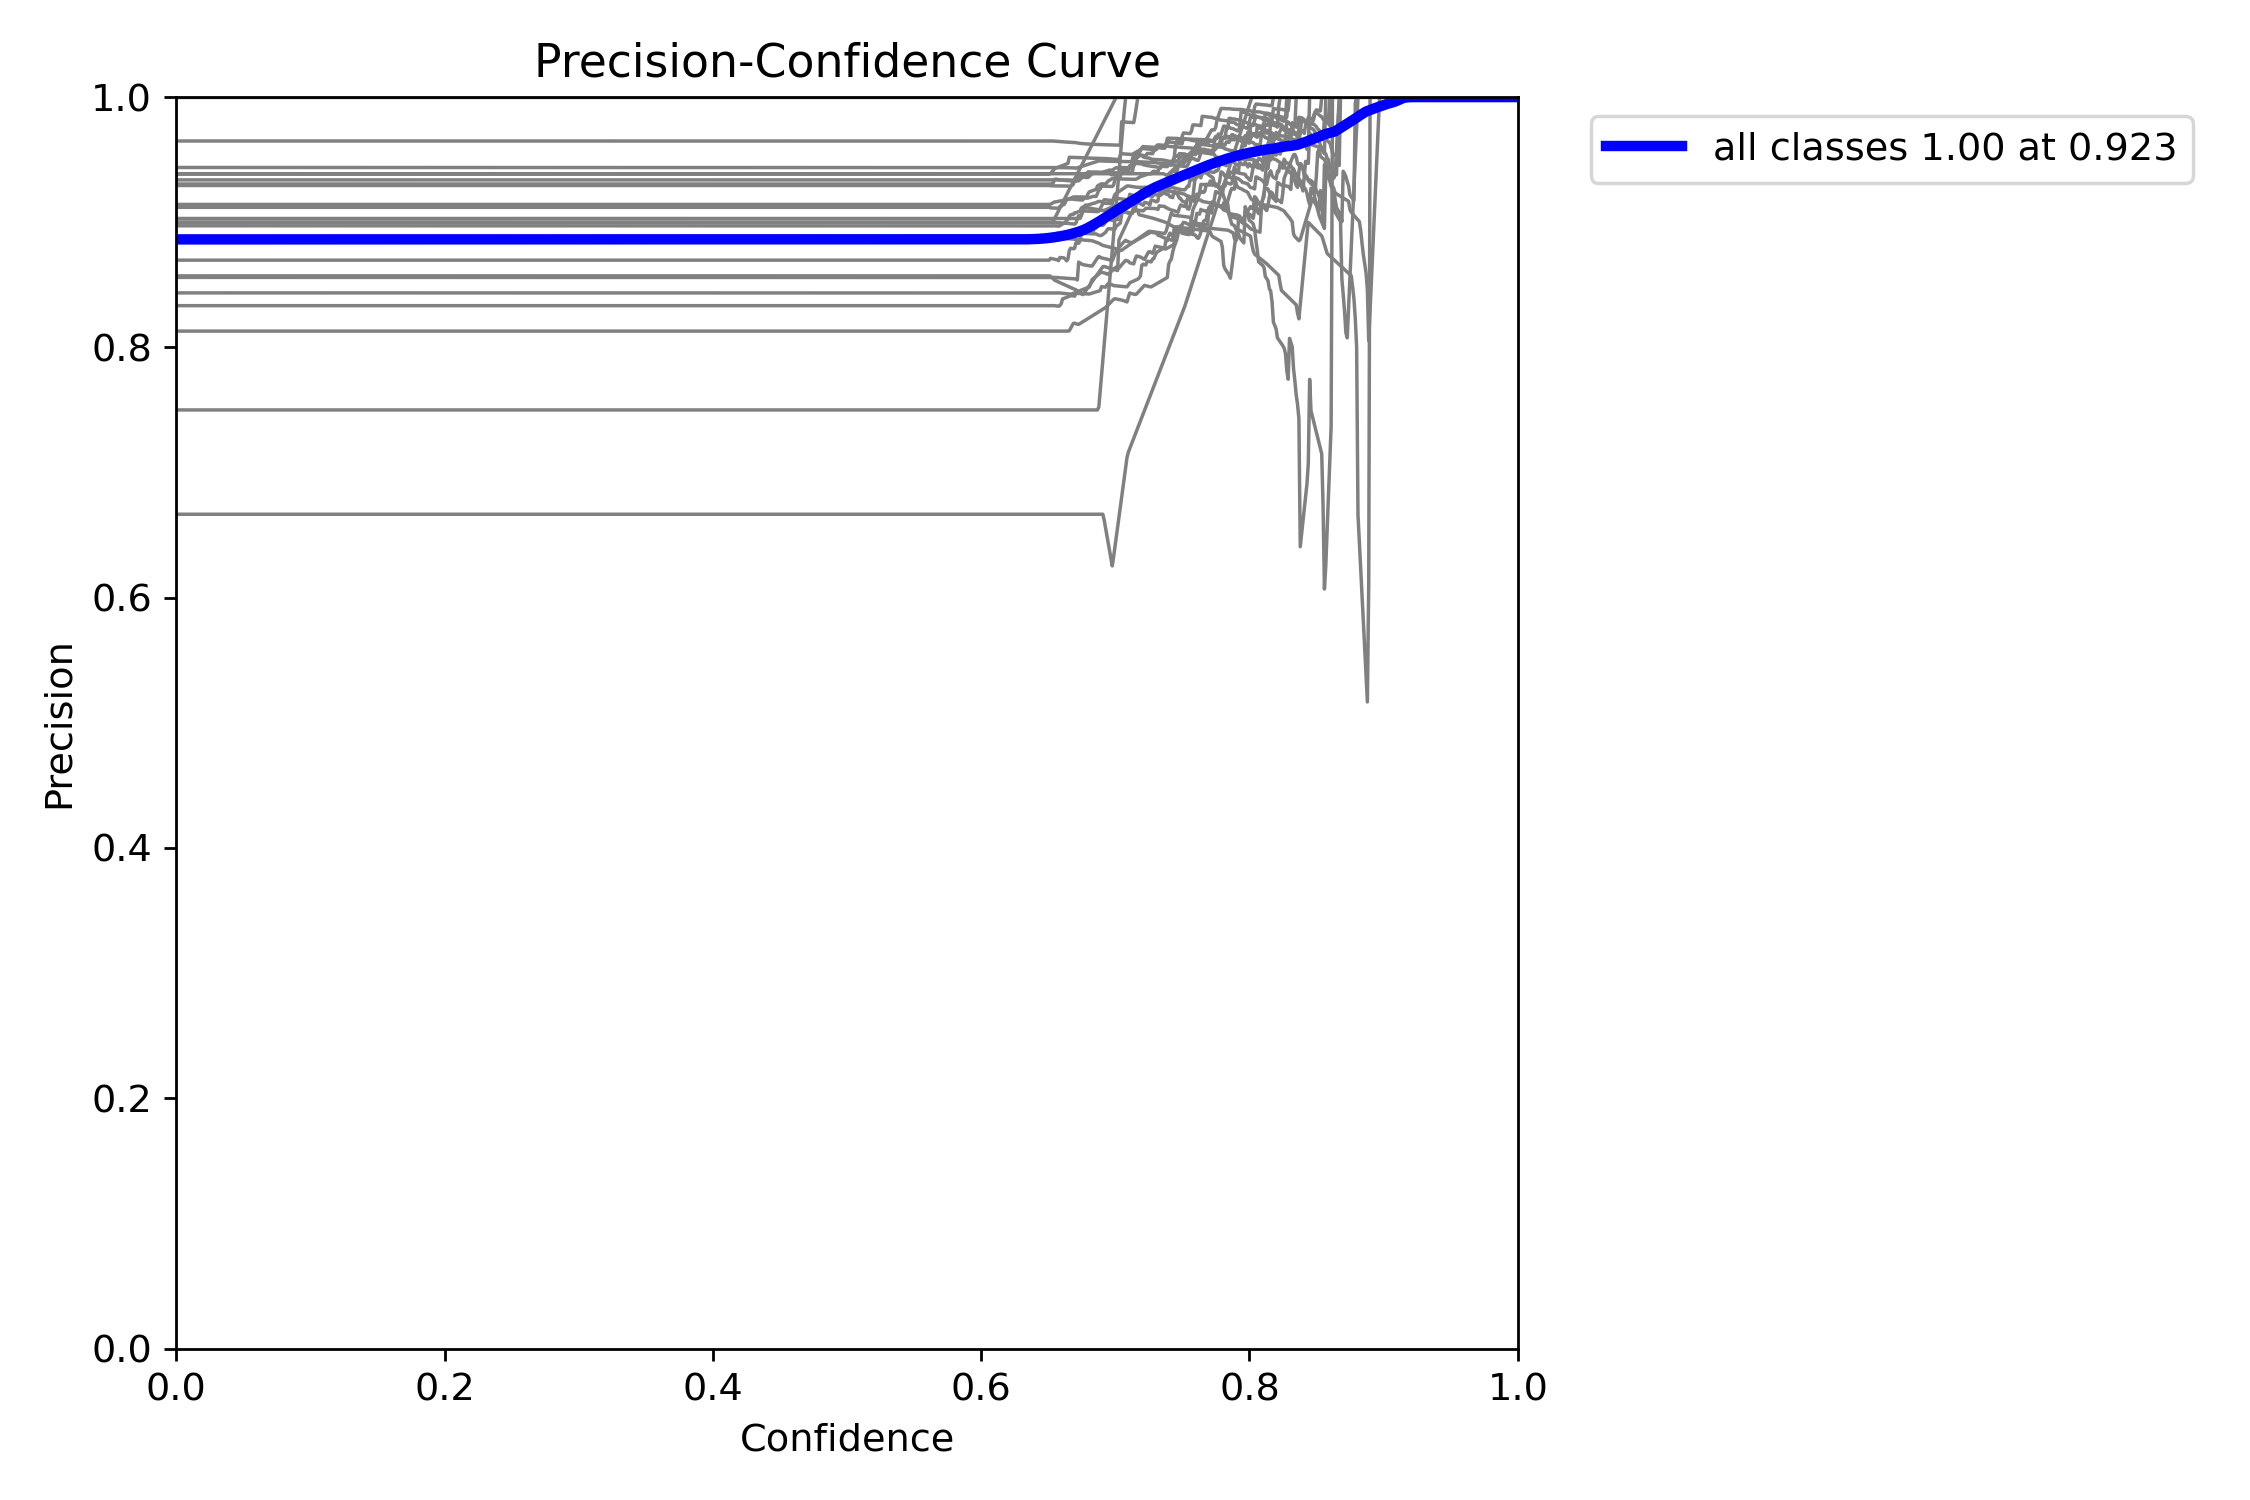 Precision-Confidence Curve
1.0
0.8
0.6
0.4
0.2
0.0
Precision
0.0 0.2 0.4 0.6 0.8 1.0
Confidence
all classes 1.00 at 0.923